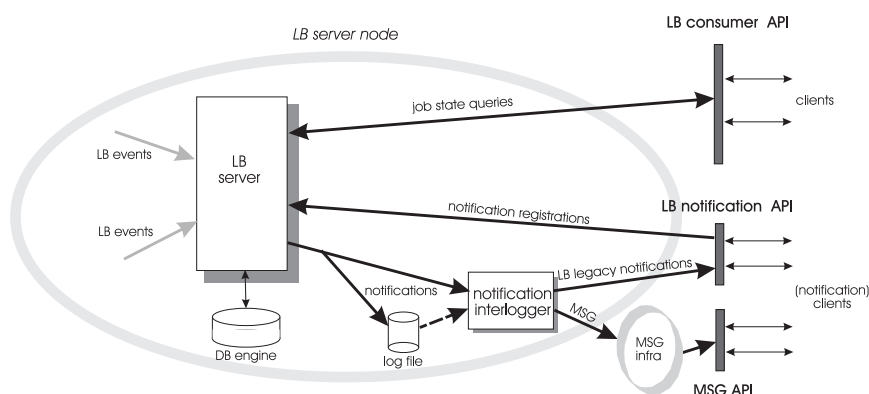 LB consumer API
LB server node
job state queries
clients
LB events
LB
server
notification registrations
LB notification API
LB events
LB legacy notifications
notifications
notification
interlogger
(notification)
clients
MSG
DB engine
log file
MSG
infra
MSG API